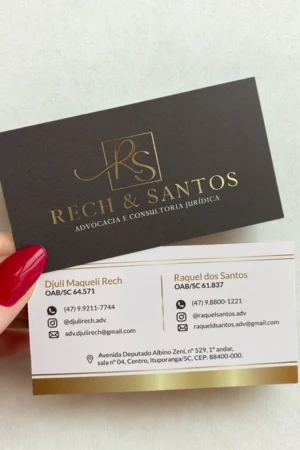 RS
RECH & SANTOS
ADVOCACIA E CONSULTORIA JURÍDICA
Djuli Maqueli Rech
OAB/SC 64.571
(47) 9.9211-7744
@djulirech.adv
adv.djulirech@gmail.com
Raquel dos Santos
OAB/SC 61.837
(47) 9.8800-1221
@raquelsantos.adv
raqueldsantos.adv@gmail.com
Avenida Deputado Albino Zeni, nº 529, 1º andar,
sala nº 04, Centro, Ituporanga/SC, CEP: 88400-000.